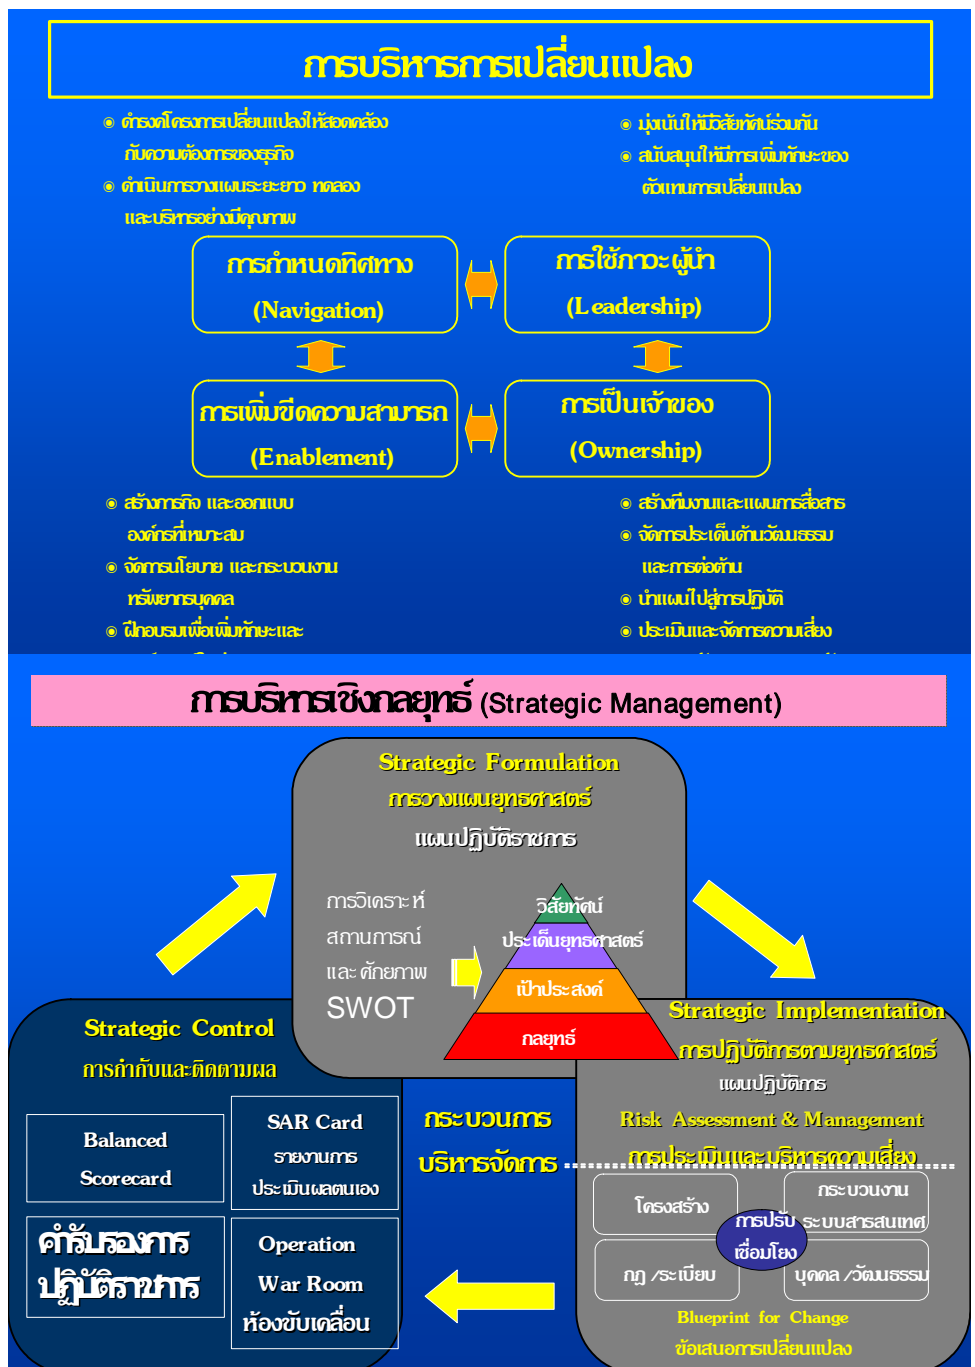 การบริหารการเปลี่ยนแปลง
๏ ดำรงค์โครงการเปลี่ยนแปลงให้สอดคล้อง
กับความต้องการของธุรกิจ
๏ ดำเนินการวางแผนระยะยาว ทดลอง
และบริหารอย่างมีคุณภาพ
๏ มุ่งเน้นให้มีวิสัยทัศน์ร่วมกัน
๏ สนับสนุนให้มีการเพิ่มทักษะของ
ตัวแทนการเปลี่ยนแปลง
การกำหนดทิศทาง
(Navigation)
การใช้ภาวะผู้นำ
(Leadership)
การเพิ่มขีดความสามารถ
(Enablement)
การเป็นเจ้าของ
(Ownership)
๏ สร้างภารกิจ และออกแบบ
องค์กรที่เหมาะสม
๏ จัดการนโยบาย และกระบวนงาน
ทรัพยากรบุคคล
๏ ฝึกอบรมเพื่อเพิ่มทักษะและ
๏ สร้างทีมงานและแผนการสื่อสาร
๏ จัดการประเด็นด้านวัฒนธรรม
และการต่อต้าน
๏ นำแผนไปสู่การปฏิบัติ
๏ ประเมินและจัดการความเสี่ยง
การบริหารเชิงกลยุทธ์ (Strategic Management)
Strategic Formulation
การวางแผนยุทธศาสตร์
แผนปฏิบัติราชการ
การวิเคราะห์
สถานการณ์
และศักยภาพ
SWOT
วิสัยทัศน์
ประเด็นยุทธศาสตร์
เป้าประสงค์
กลยุทธ์
Strategic Control
การกำกับและติดตามผล
Balanced
Scorecard
SAR Card
รายงานการ
ประเมินผลตนเอง
คำรับรองการ
ปฏิบัติราชการ
Operation
War Room
ห้องขับเคลื่อน
กระบวนการ
บริหารจัดการ
Strategic Implementation
การปฏิบัติการตามยุทธศาสตร์
แผนปฏิบัติการ
Risk Assessment & Management
การประเมินและบริหารความเสี่ยง
โครงสร้าง
กระบวนงาน
ระบบสารสนเทศ
การปรับ
เชื่อมโยง
กฎ /ระเบียบ
บุคคล /วัฒนธรรม
Blueprint for Change
ข้อเสนอการเปลี่ยนแปลง